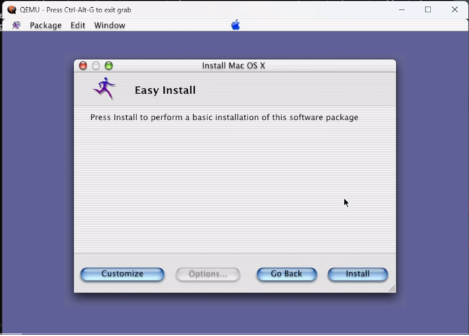 QEMU - Press Ctrl-Alt-G to exit grab
Package Edit Window
Install Mac OS X
Easy Install
Press Install to perform a basic installation of this software package
Customize Options... Go Back Install